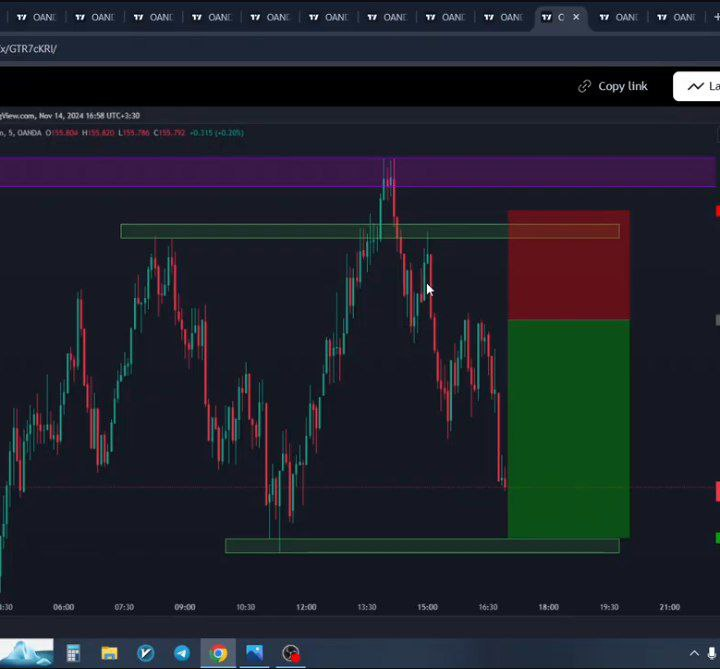 OAND OAND OAND OAND OAND OAND OAND OAND OAND C × OAND OAND
x/GTR7cKRl/
Copy link
La
gView.com, Nov 14, 2024 16:58 UTC+3:30
, 5, OANDA O155.804 H155.820 L155.786 C155.792 +0.315 (+0.20%)
06:00 07:30 09:00 10:30 12:00 13:30 15:00 16:30 18:00 19:30 21:00